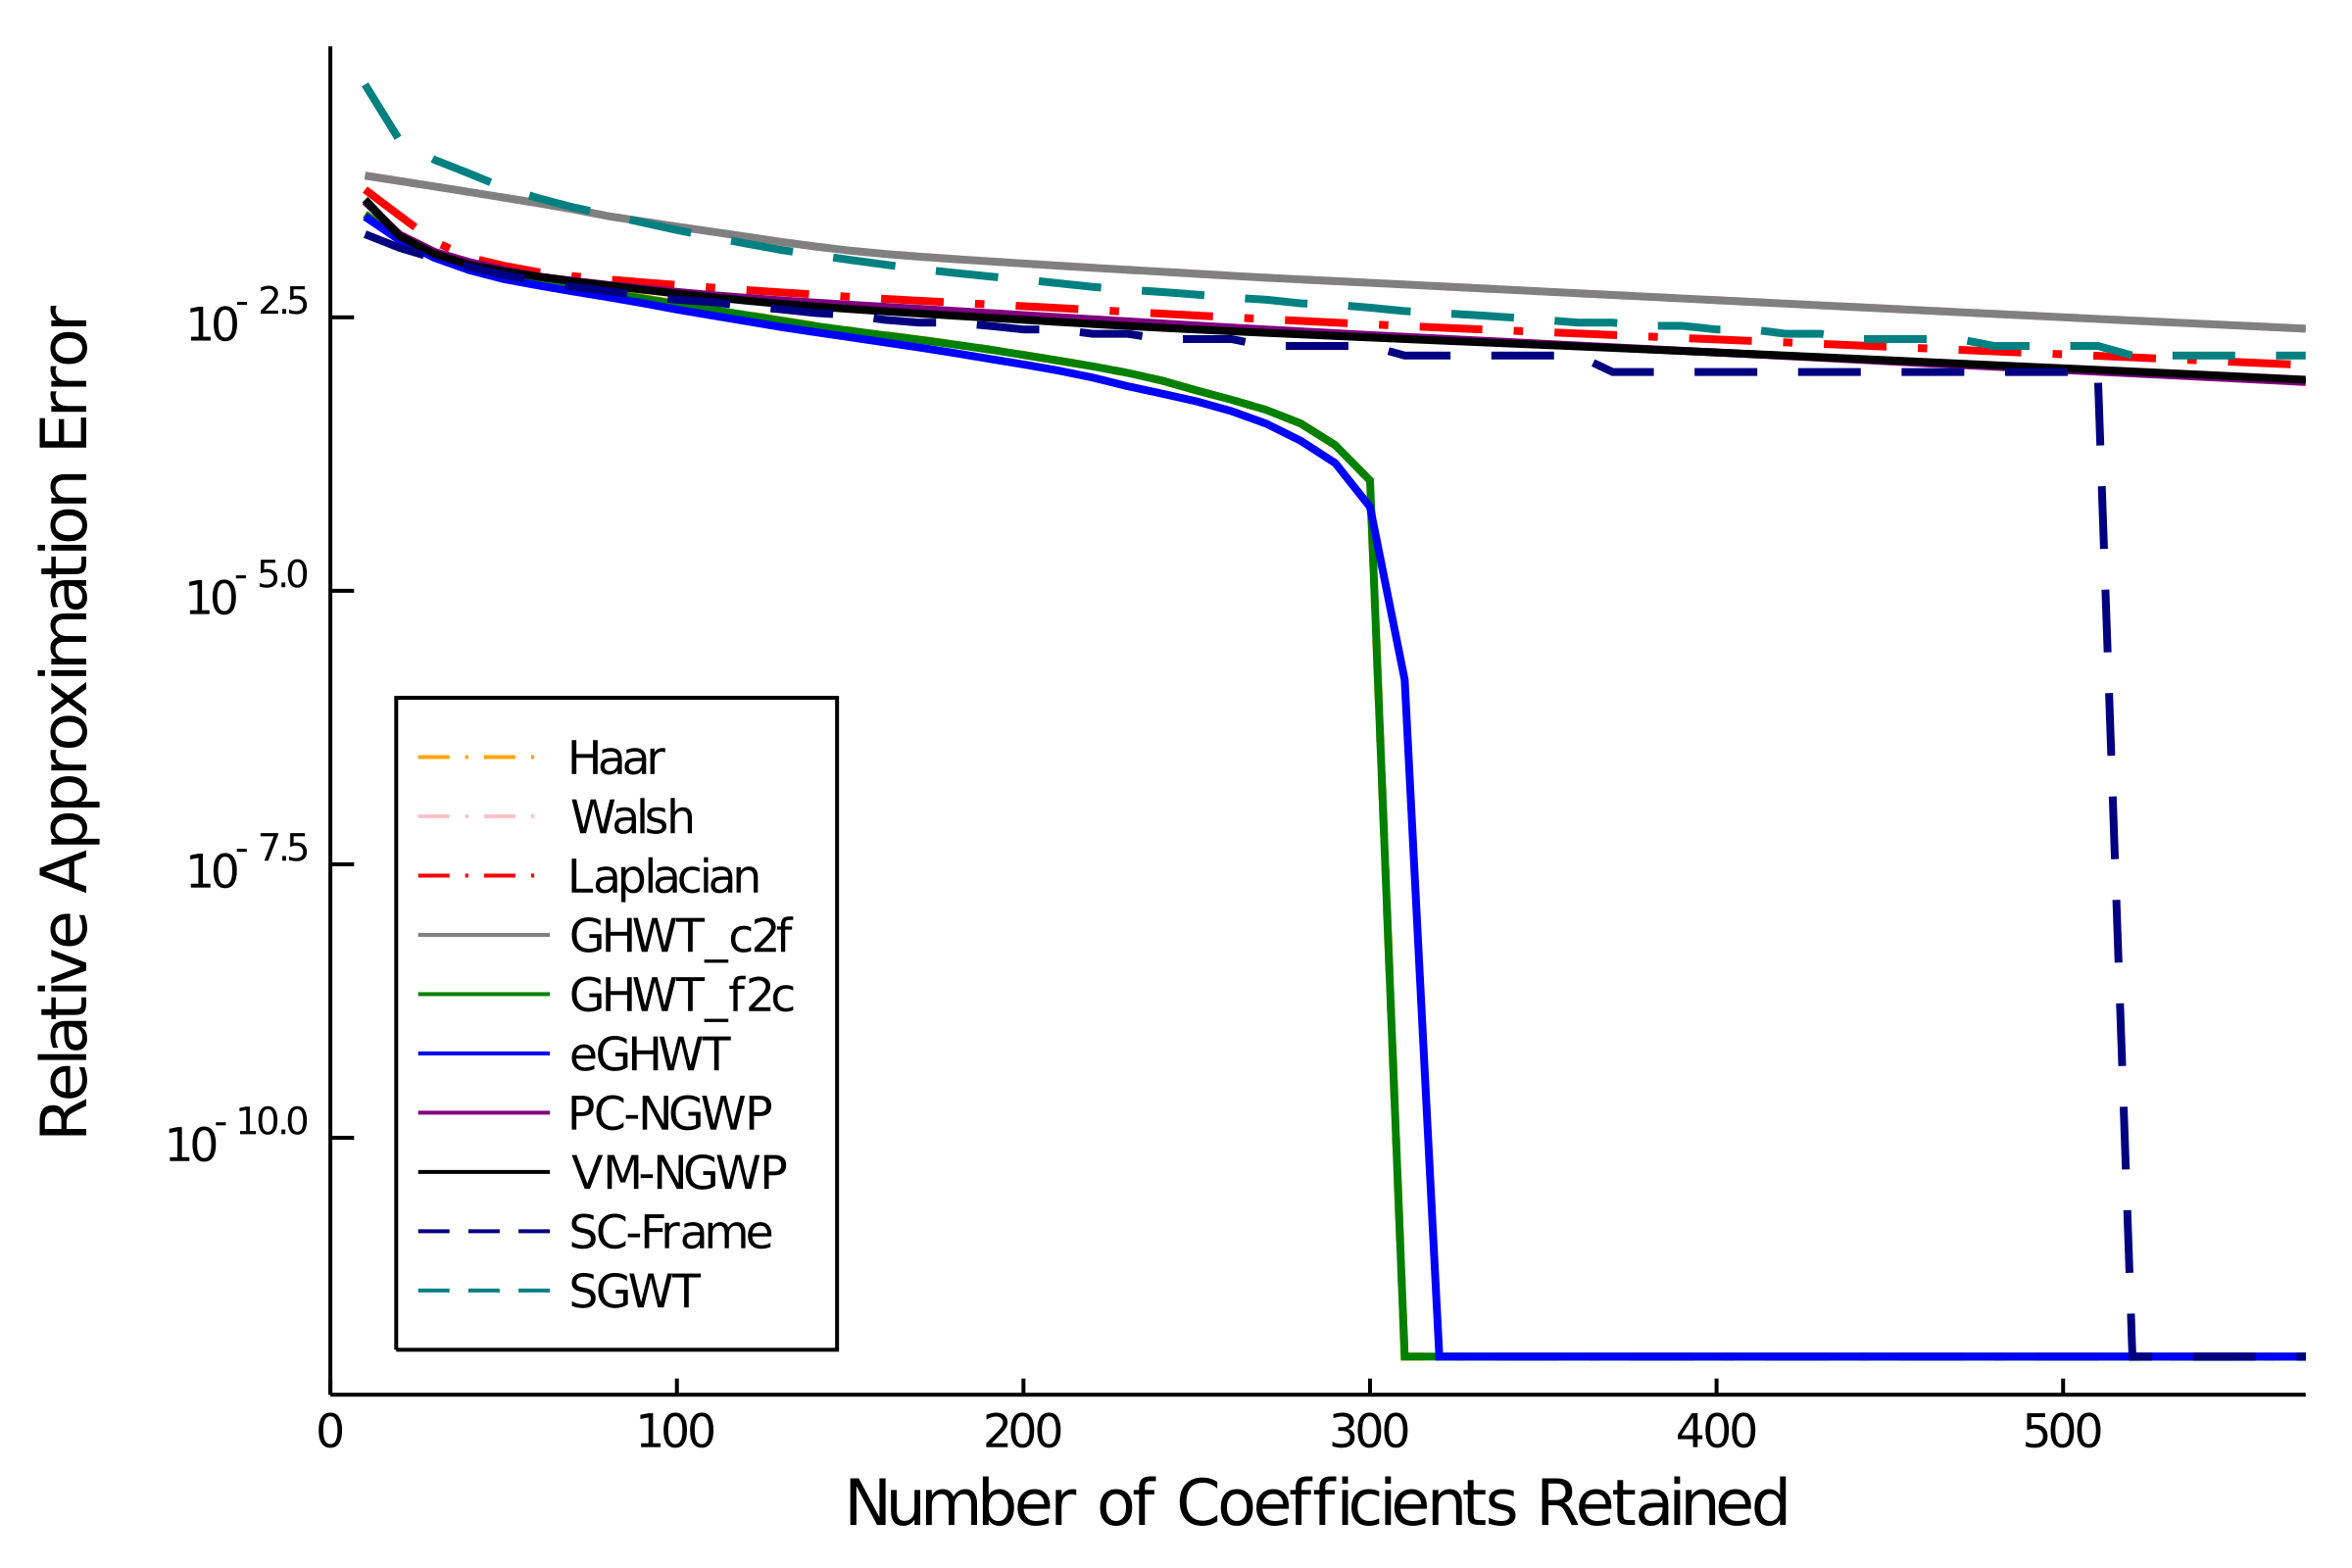 Relative Approximation Error
10^-2.5
10^-5.0
10^-7.5
10^-10.0
Haar
Walsh
Laplacian
GHWT_c2f
GHWT_f2c
eGHWT
PC-NGWP
VM-NGWP
SC-Frame
SGWT
0 100 200 300 400 500
Number of Coefficients Retained